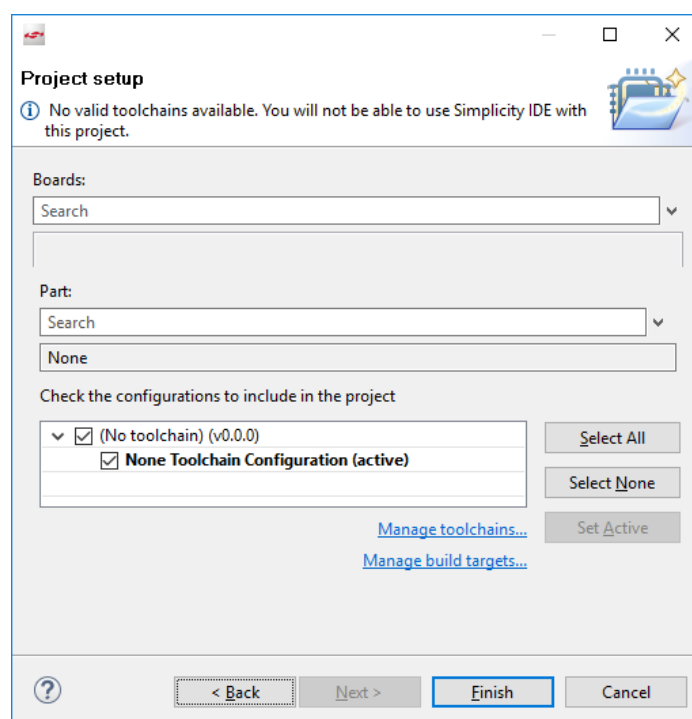 Project setup
No valid toolchains available. You will not be able to use Simplicity IDE with
this project.
Boards:
Search
Part:
Search
None
Check the configurations to include in the project
(No toolchain) (v0.0.0)
None Toolchain Configuration (active)
Select All
Select None
Set Active
Manage toolchains...
Manage build targets...
?
< Back
Next >
Finish
Cancel